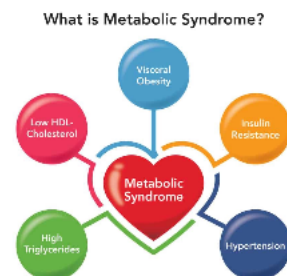 What is Metabolic Syndrome?
Visceral
Obesity
Low HDL-
Cholesterol
Insulin
Resistance
Metabolic
Syndrome
High
Triglycerides
Hypertension